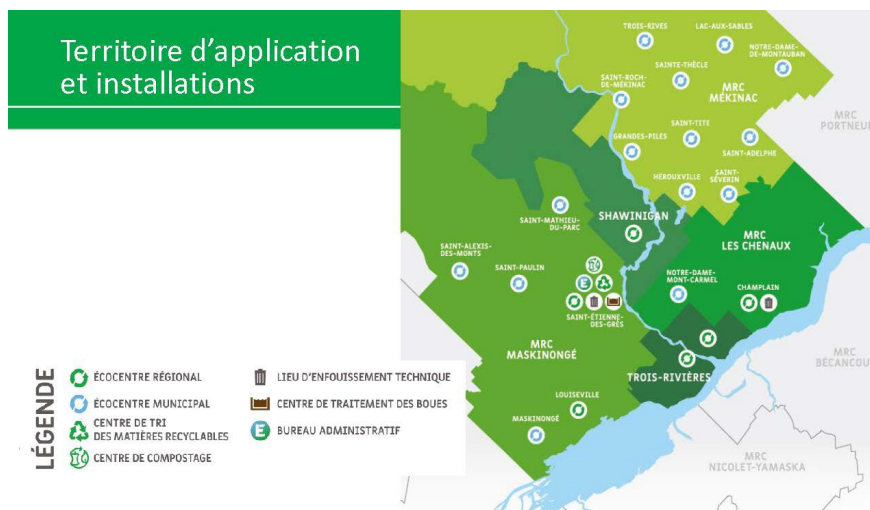 Territoire d'application
et installations
TROIS-RIVES
LAC-AUX-SABLES
NOTRE-DAME-
DE-MONTAUBAN
SAINTE-THÈCLE
SAINT-ROCH-
DE-MÉKINAC
MRC
MÉKINAC
MRC
PORTNEUF
SAINT-TITE
GRANDES-PILES
SAINT-ADELPHE
HÉROUXVILLE
SAINT-
SÉVERIN
SHAWINIGAN
SAINT-MATHIEU-
DU-PARC
MRC
LES CHENAUX
SAINT-ALEXIS-
DES-MONTS
SAINT-PAULIN
NOTRE-DAME-
MONT-CARMEL
CHAMPLAIN
E
SAINT-ÉTIENNE-
DES-GRÈS
MRC
MASKINONGÉ
TROIS-RIVIÈRES
MRC
BÉCANCOU
LOUISEVILLE
MASKINONGÉ
MRC
NICOLET-YAMASKA
LÉGENDE
ÉCOCENTRE RÉGIONAL
ÉCOCENTRE MUNICIPAL
CENTRE DE TRI
DES MATIÈRES RECYCLABLES
CENTRE DE COMPOSTAGE
LIEU D'ENFOUISSEMENT TECHNIQUE
CENTRE DE TRAITEMENT DES BOUES
E BUREAU ADMINISTRATIF